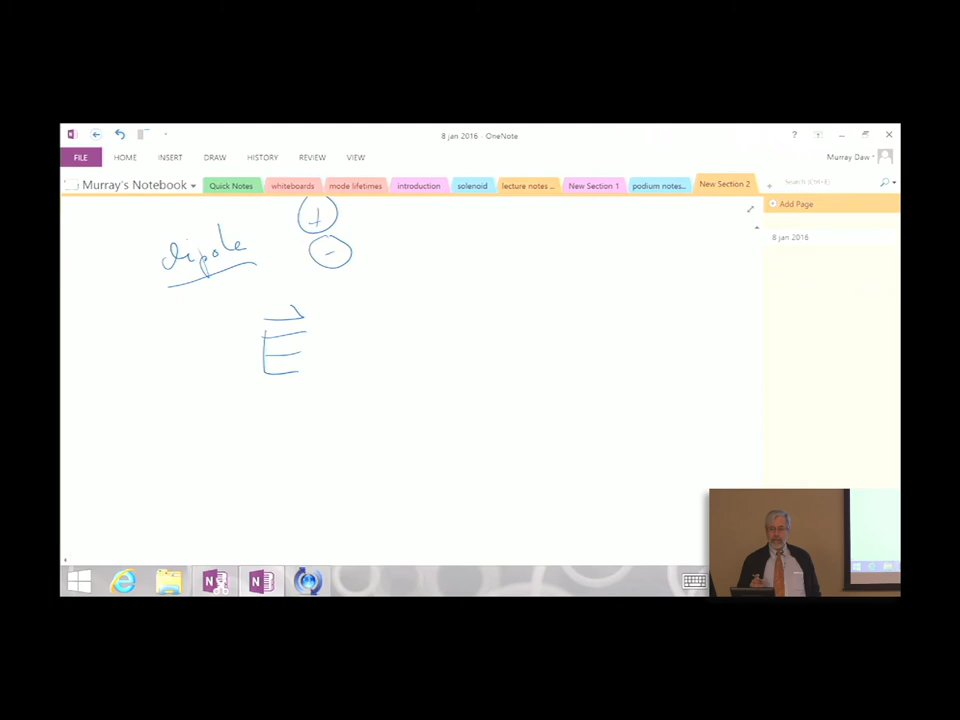 8 jan 2016 - OneNote
?
FILE HOME INSERT DRAW HISTORY REVIEW VIEW
Murray Daw
Murray's Notebook Quick Notes whiteboards mode lifetimes introduction solenoid lecture notes ... New Section 1 podium notes... New Section 2 Search (Ctrl+E)
Add Page
8 jan 2016
+
dipole
-
E